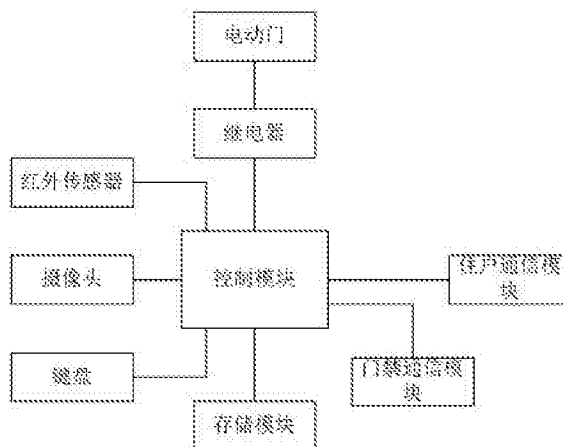 电动门
继电器
红外传感器
摄像头
控制模块
住户通信模
块
键盘
门禁通信模
块
存储模块